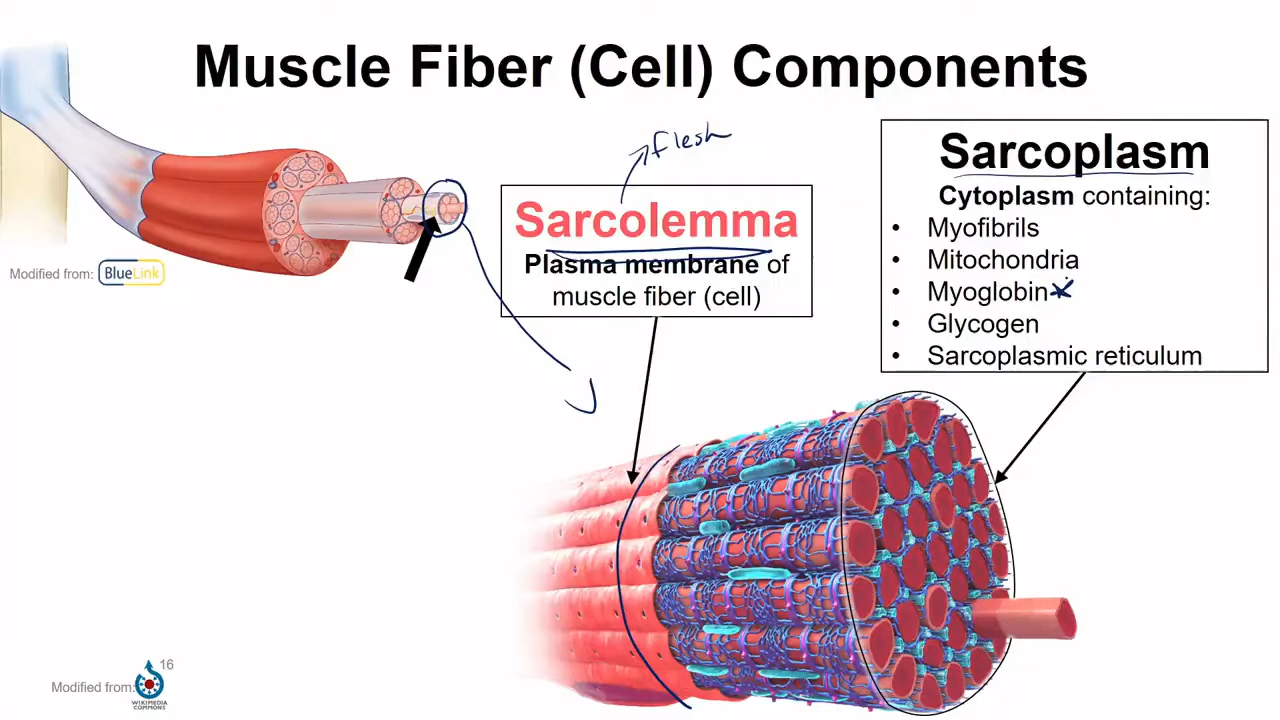 Muscle Fiber (Cell) Components
flesh
Sarcolemma
Plasma membrane of
muscle fiber (cell)
Sarcoplasm
Cytoplasm containing:
• Myofibrils
• Mitochondria
• Myoglobin
• Glycogen
• Sarcoplasmic reticulum
Modified from: BlueLink
16
Modified from:
WIKIMEDIA
COMMONS